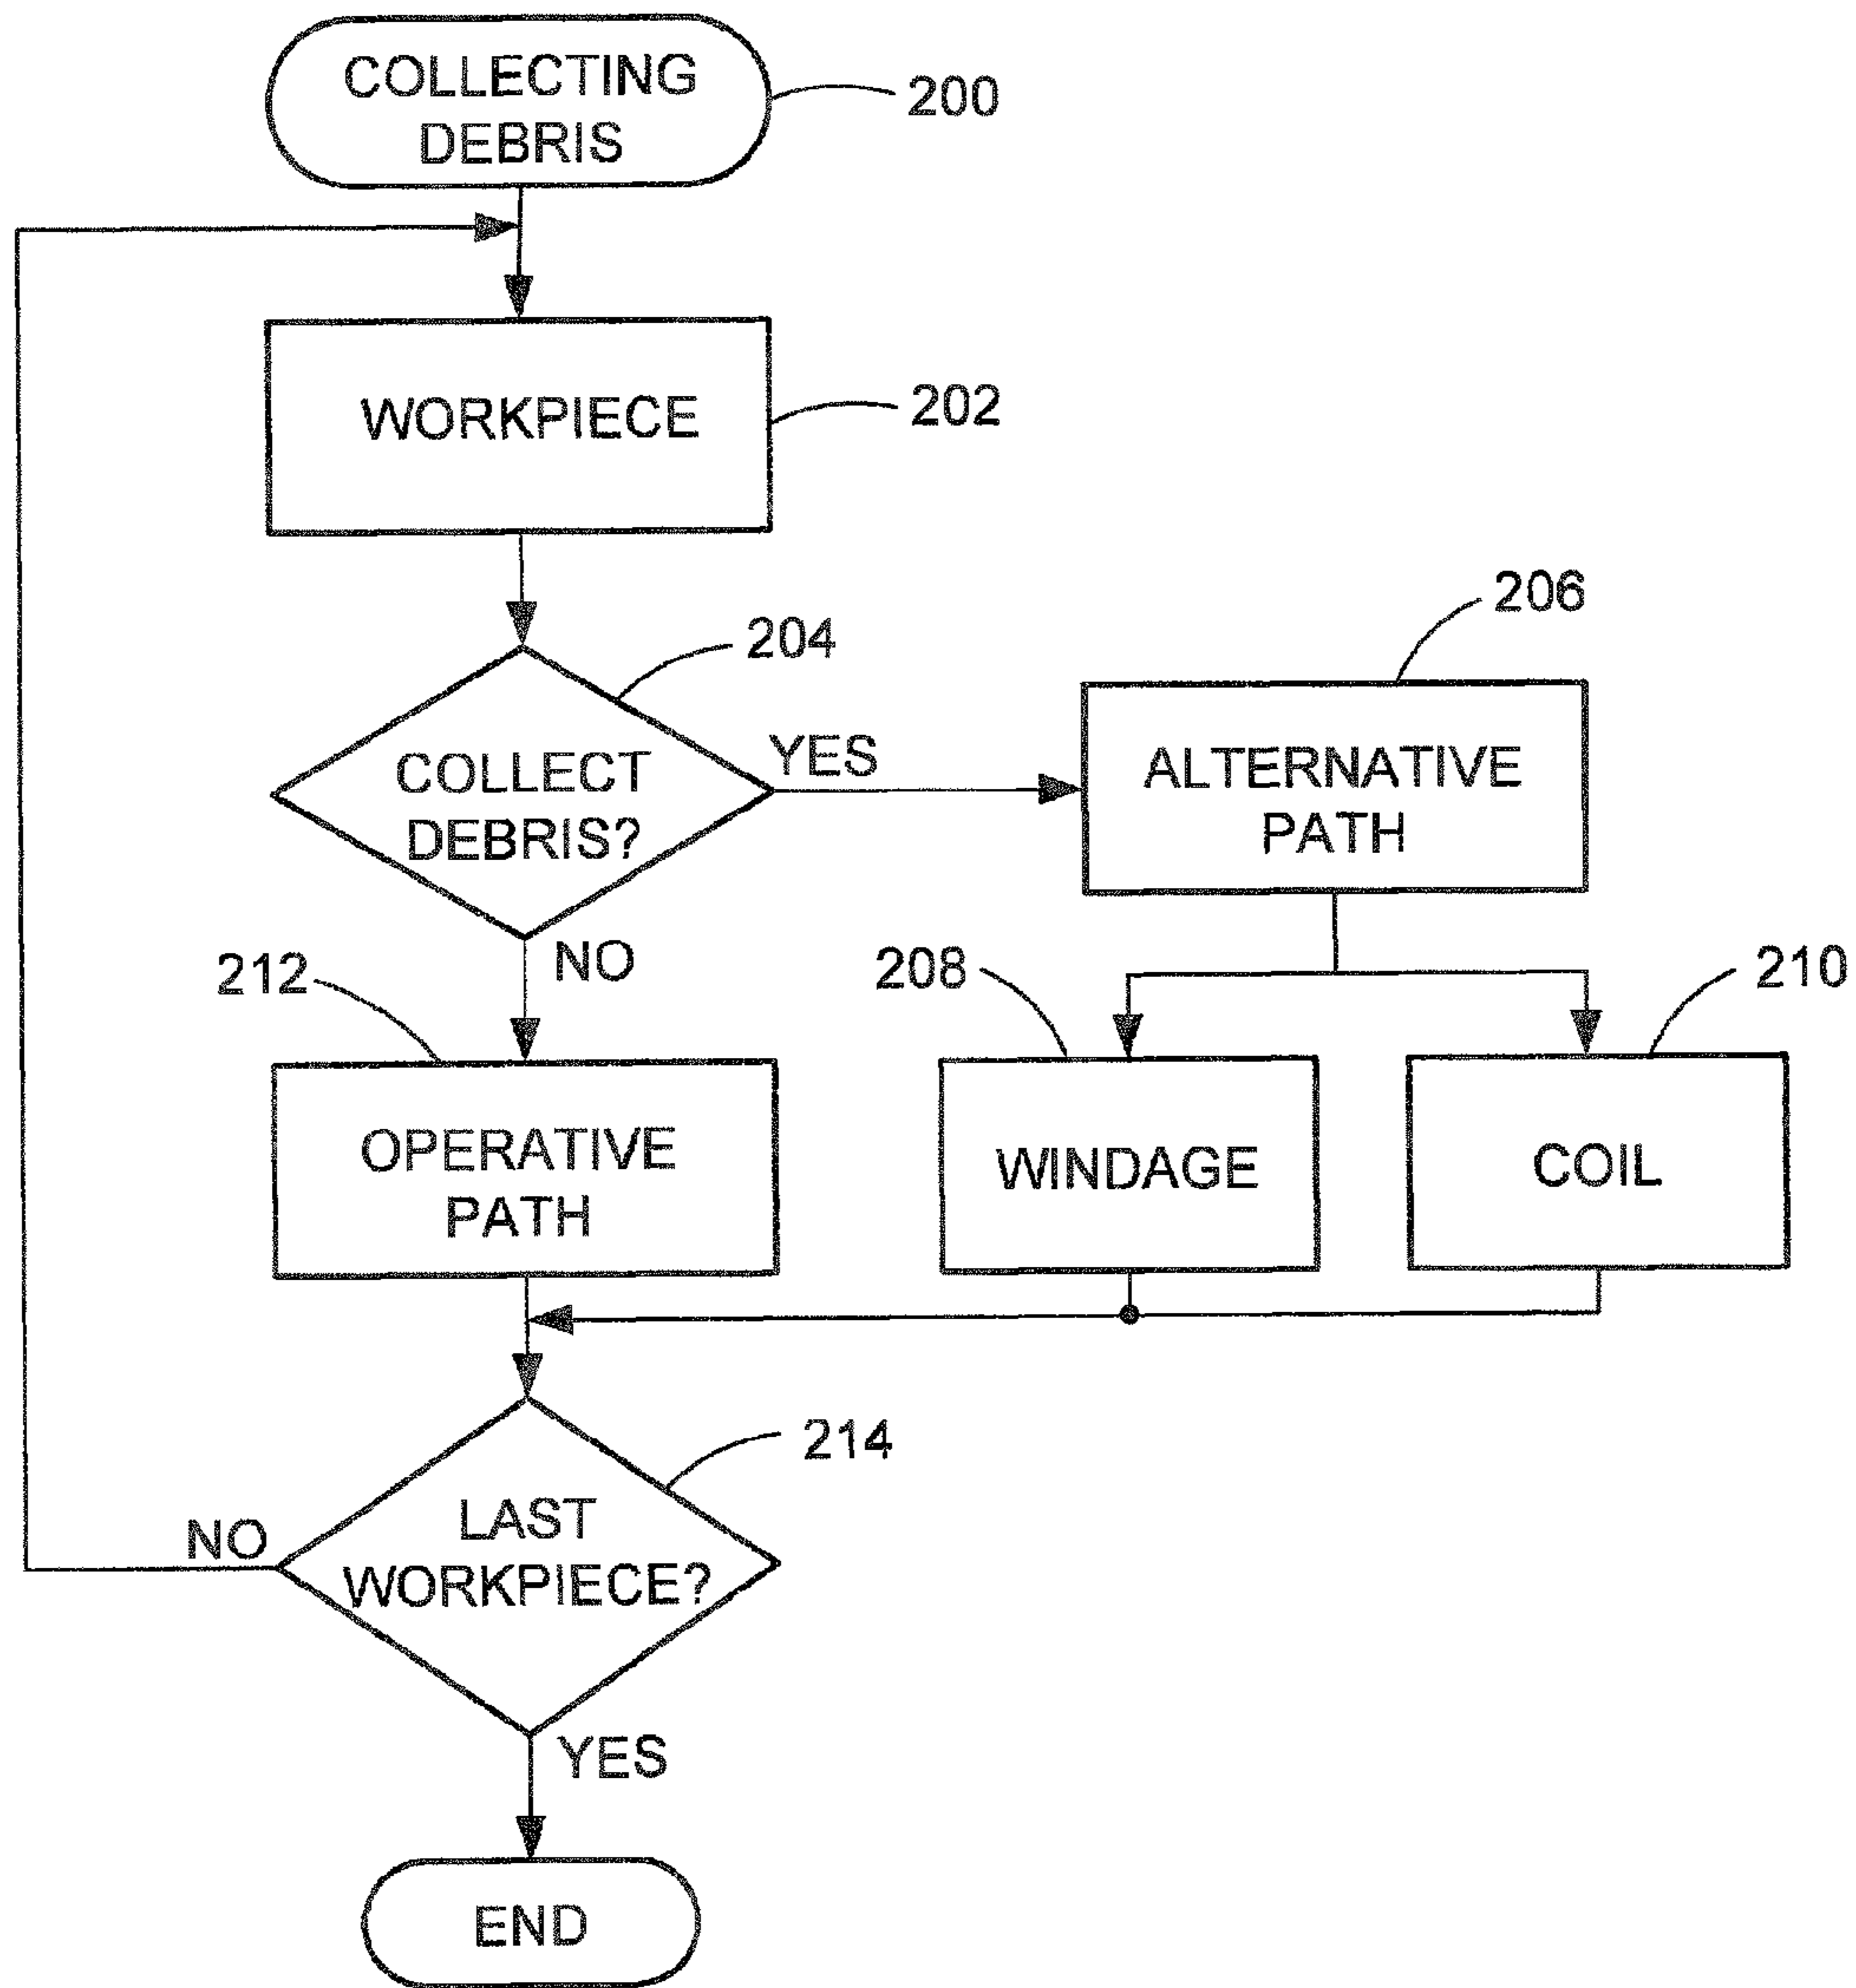 COLLECTING
DEBRIS
200
WORKPIECE
202
204
COLLECT
DEBRIS?
YES
206
ALTERNATIVE
PATH
NO
212
OPERATIVE
PATH
208
WINDAGE
210
COIL
214
LAST
WORKPIECE?
NO
YES
END